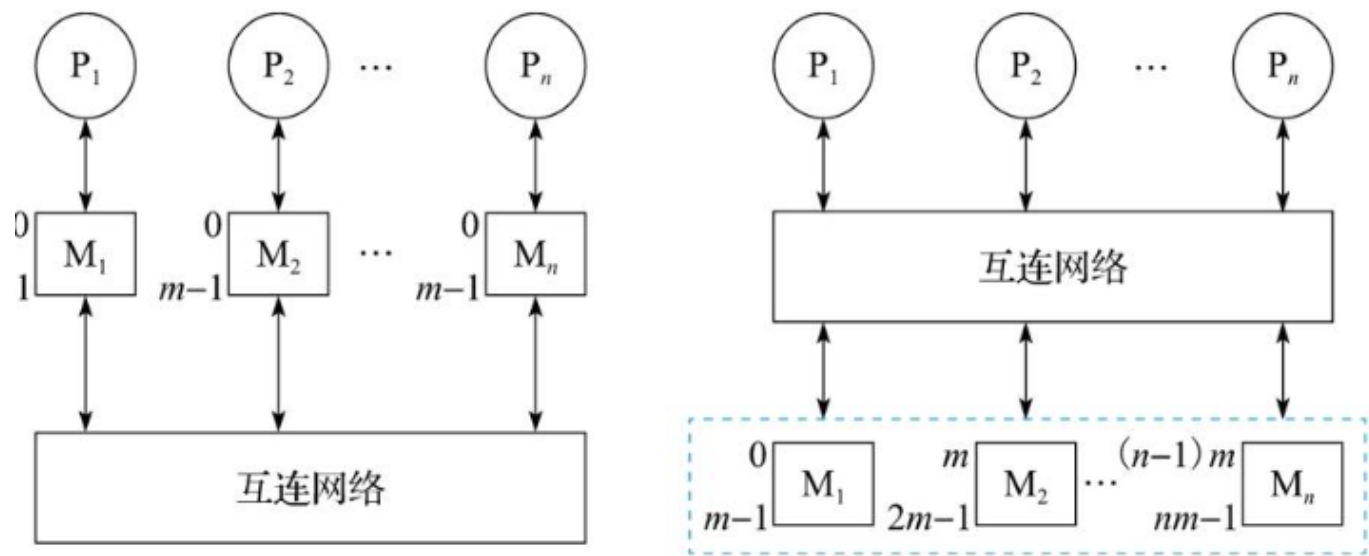 P₁ P₂ … Pₙ
0 M₁ 0 M₂ … 0 Mₙ
1 m−1 m−1
互连网络
P₁ P₂ … Pₙ
互连网络
0 M₁ m M₂ … (n−1) m Mₙ
m−1 2m−1 nm−1